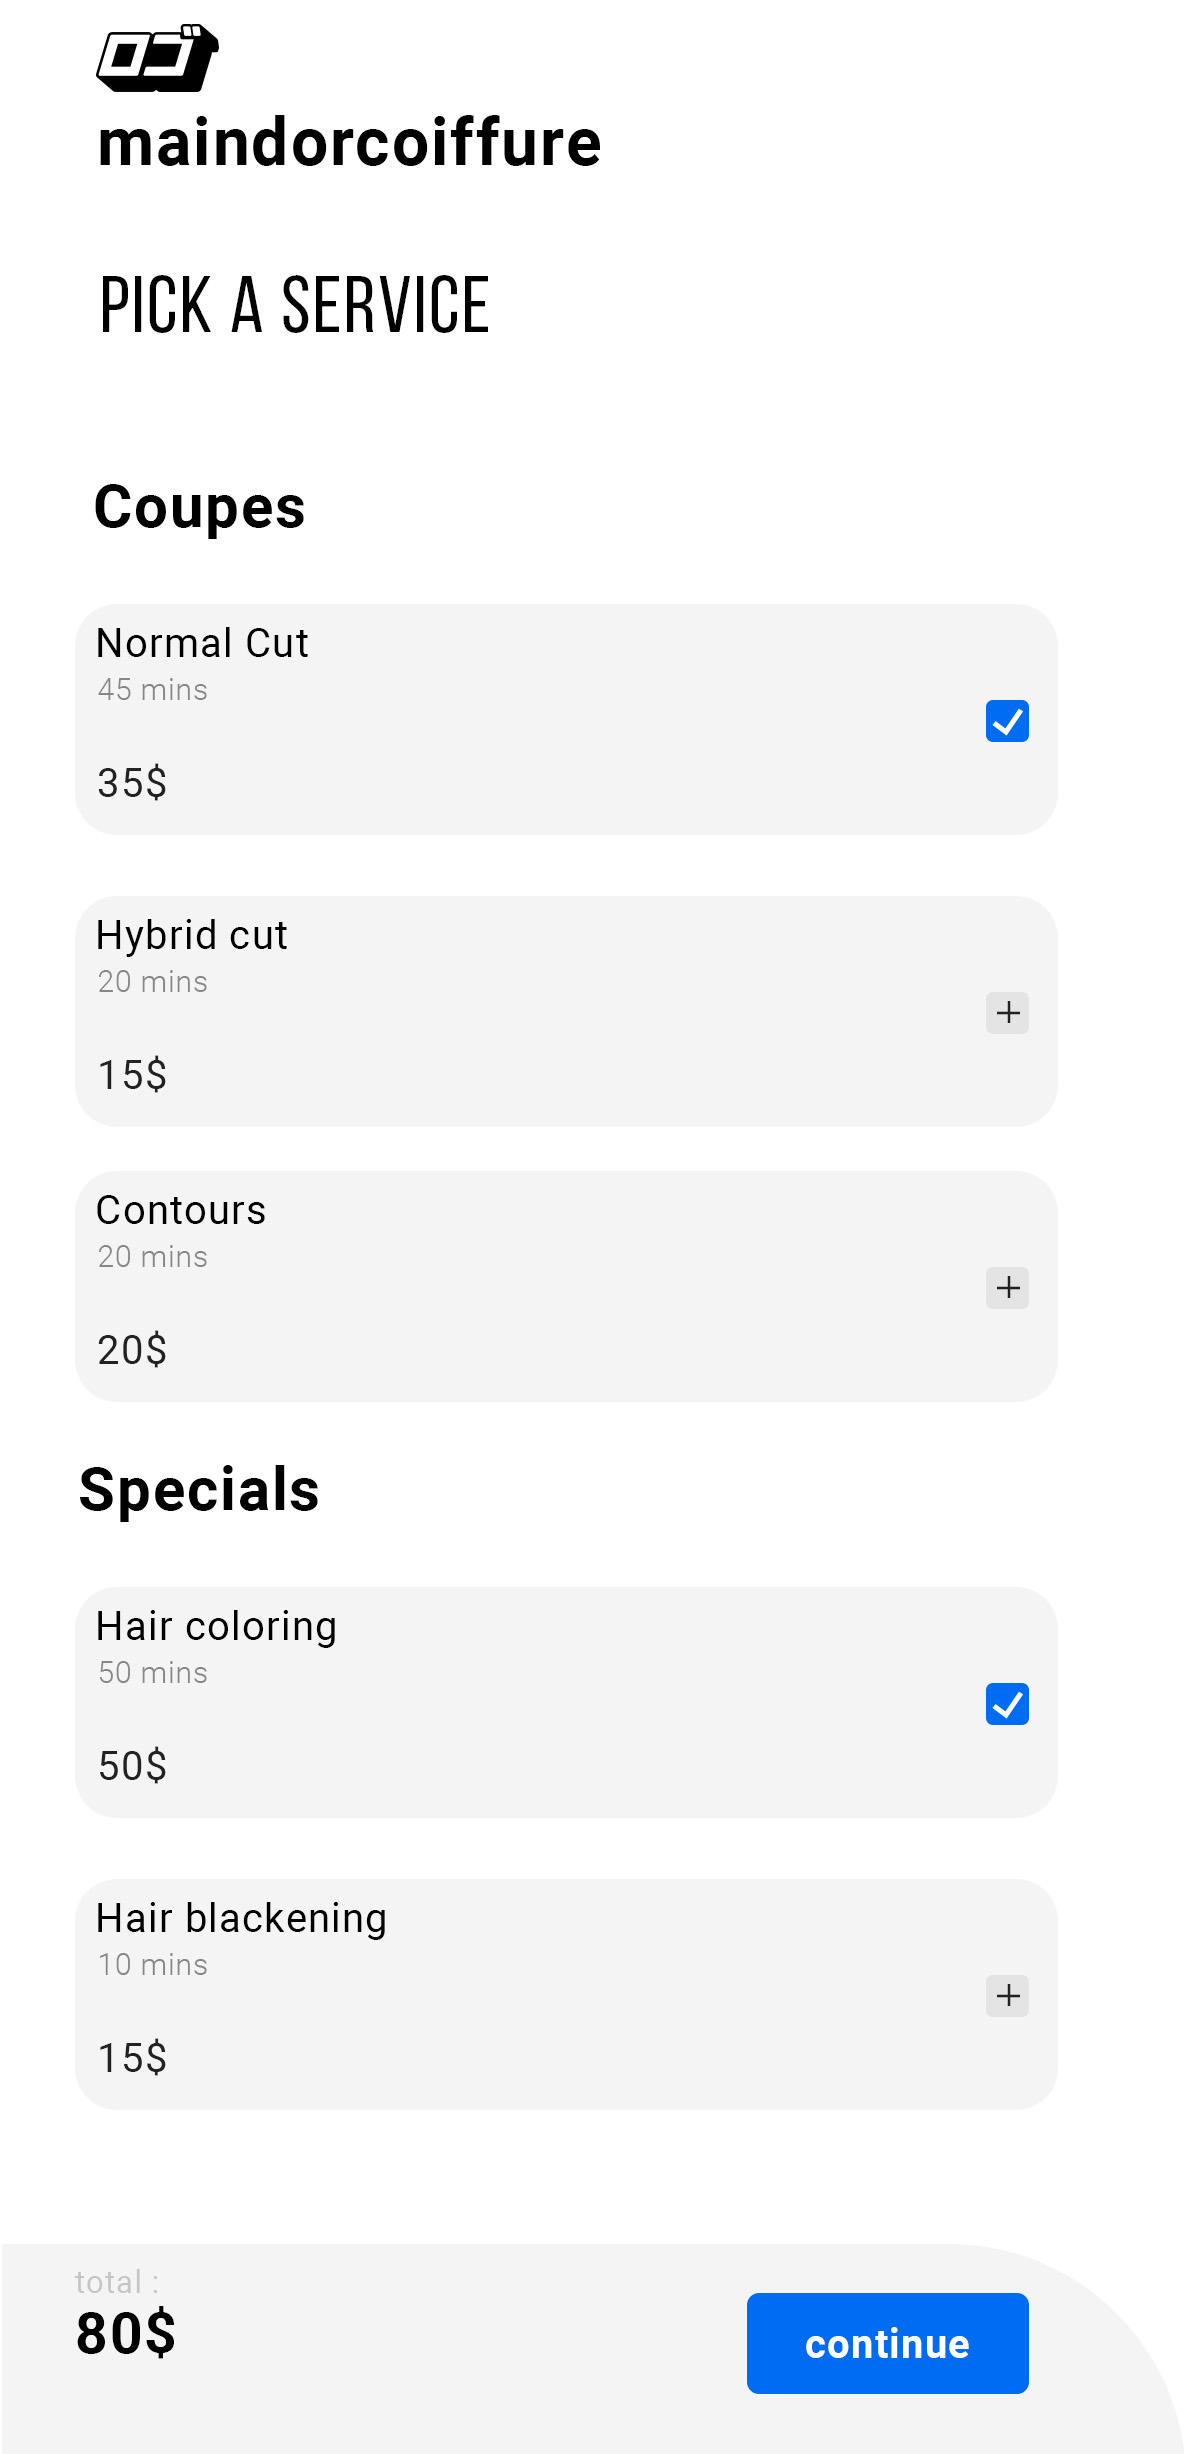 maindorcoiffure
PICK A SERVICE
Coupes
Normal Cut
45 mins
35$
Hybrid cut
20 mins
15$
Contours
20 mins
20$
Specials
Hair coloring
50 mins
50$
Hair blackening
10 mins
15$
total :
80$
continue